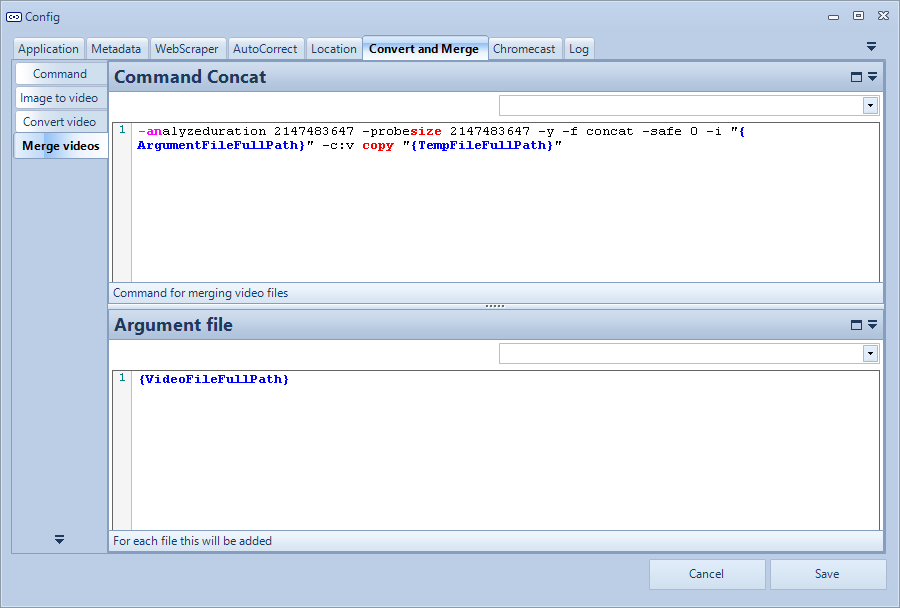 Config
Application Metadata WebScraper AutoCorrect Location Convert and Merge Chromecast Log
Command
Image to video
Convert video
Merge videos
Command Concat
1 -analyzeduration 2147483647 -probesize 2147483647 -y -f concat -safe 0 -i "{
ArgumentFileFullPath}" -c:v copy "{TempFileFullPath}"
Command for merging video files
Argument file
1 {VideoFileFullPath}
For each file this will be added
Cancel Save